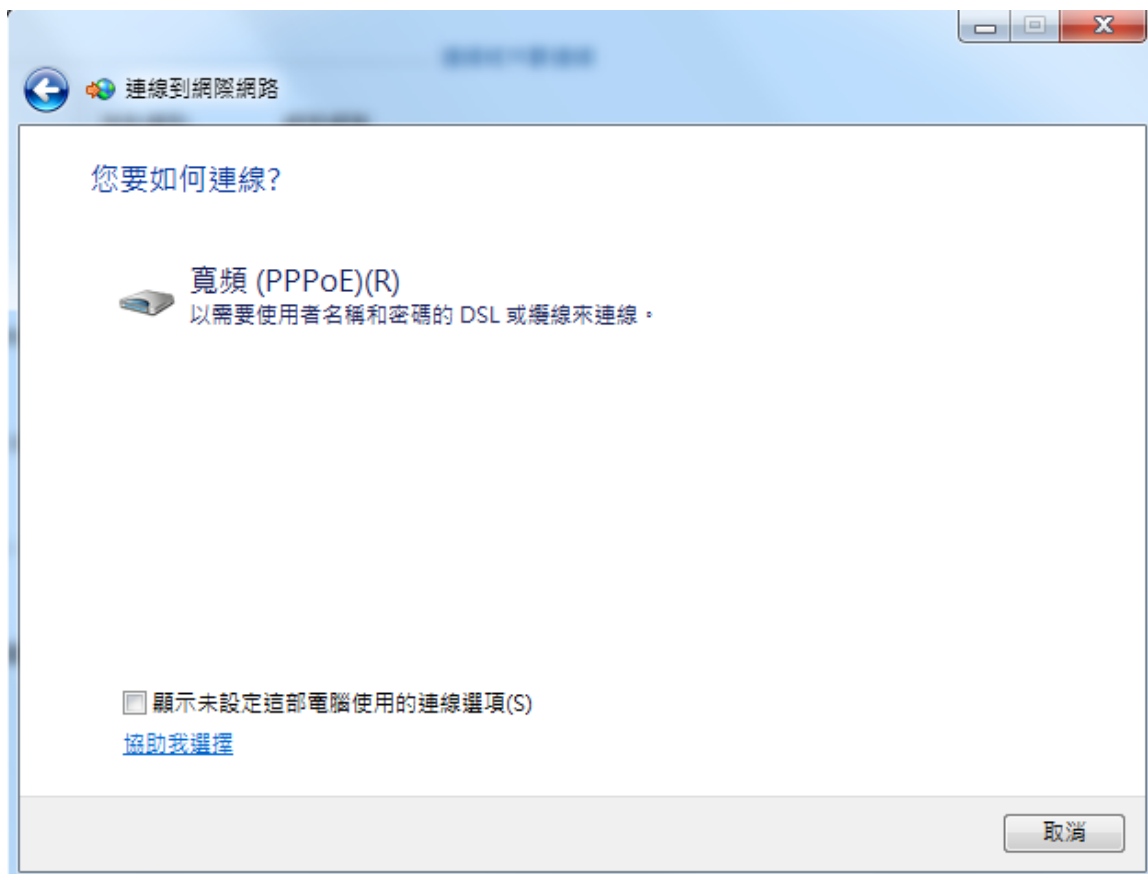 連線到網際網路
您要如何連線?
寬頻 (PPPoE)(R)
以需要使用者名稱和密碼的 DSL 或纜線來連線。
顯示未設定這部電腦使用的連線選項(S)
協助我選擇
取消